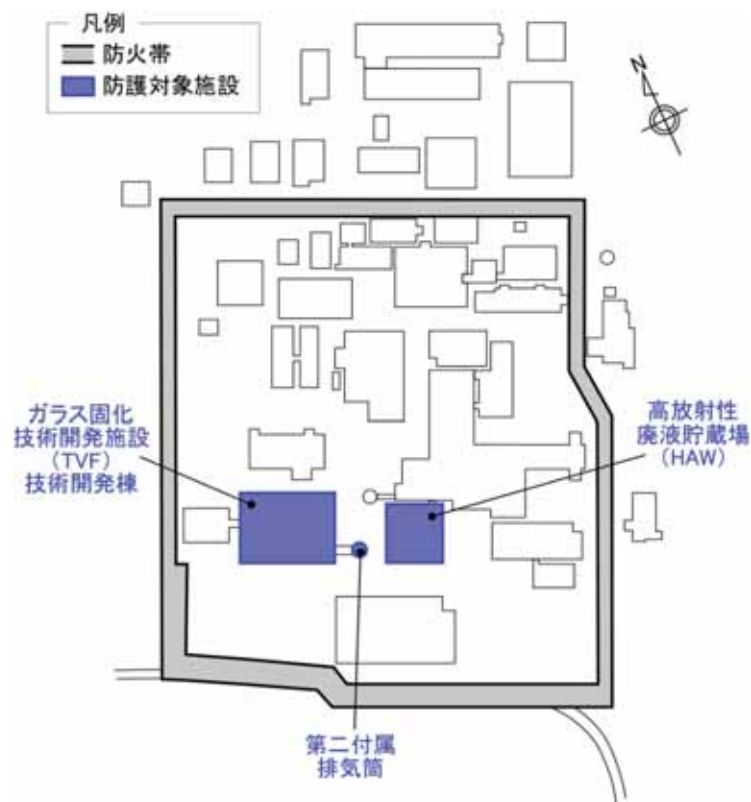 凡例
防火帯
防護対象施設
N
ガラス固化
技術開発施設
(TVF)
技術開発棟
高放射性
廃液貯蔵場
(HAW)
第二付属
排気筒